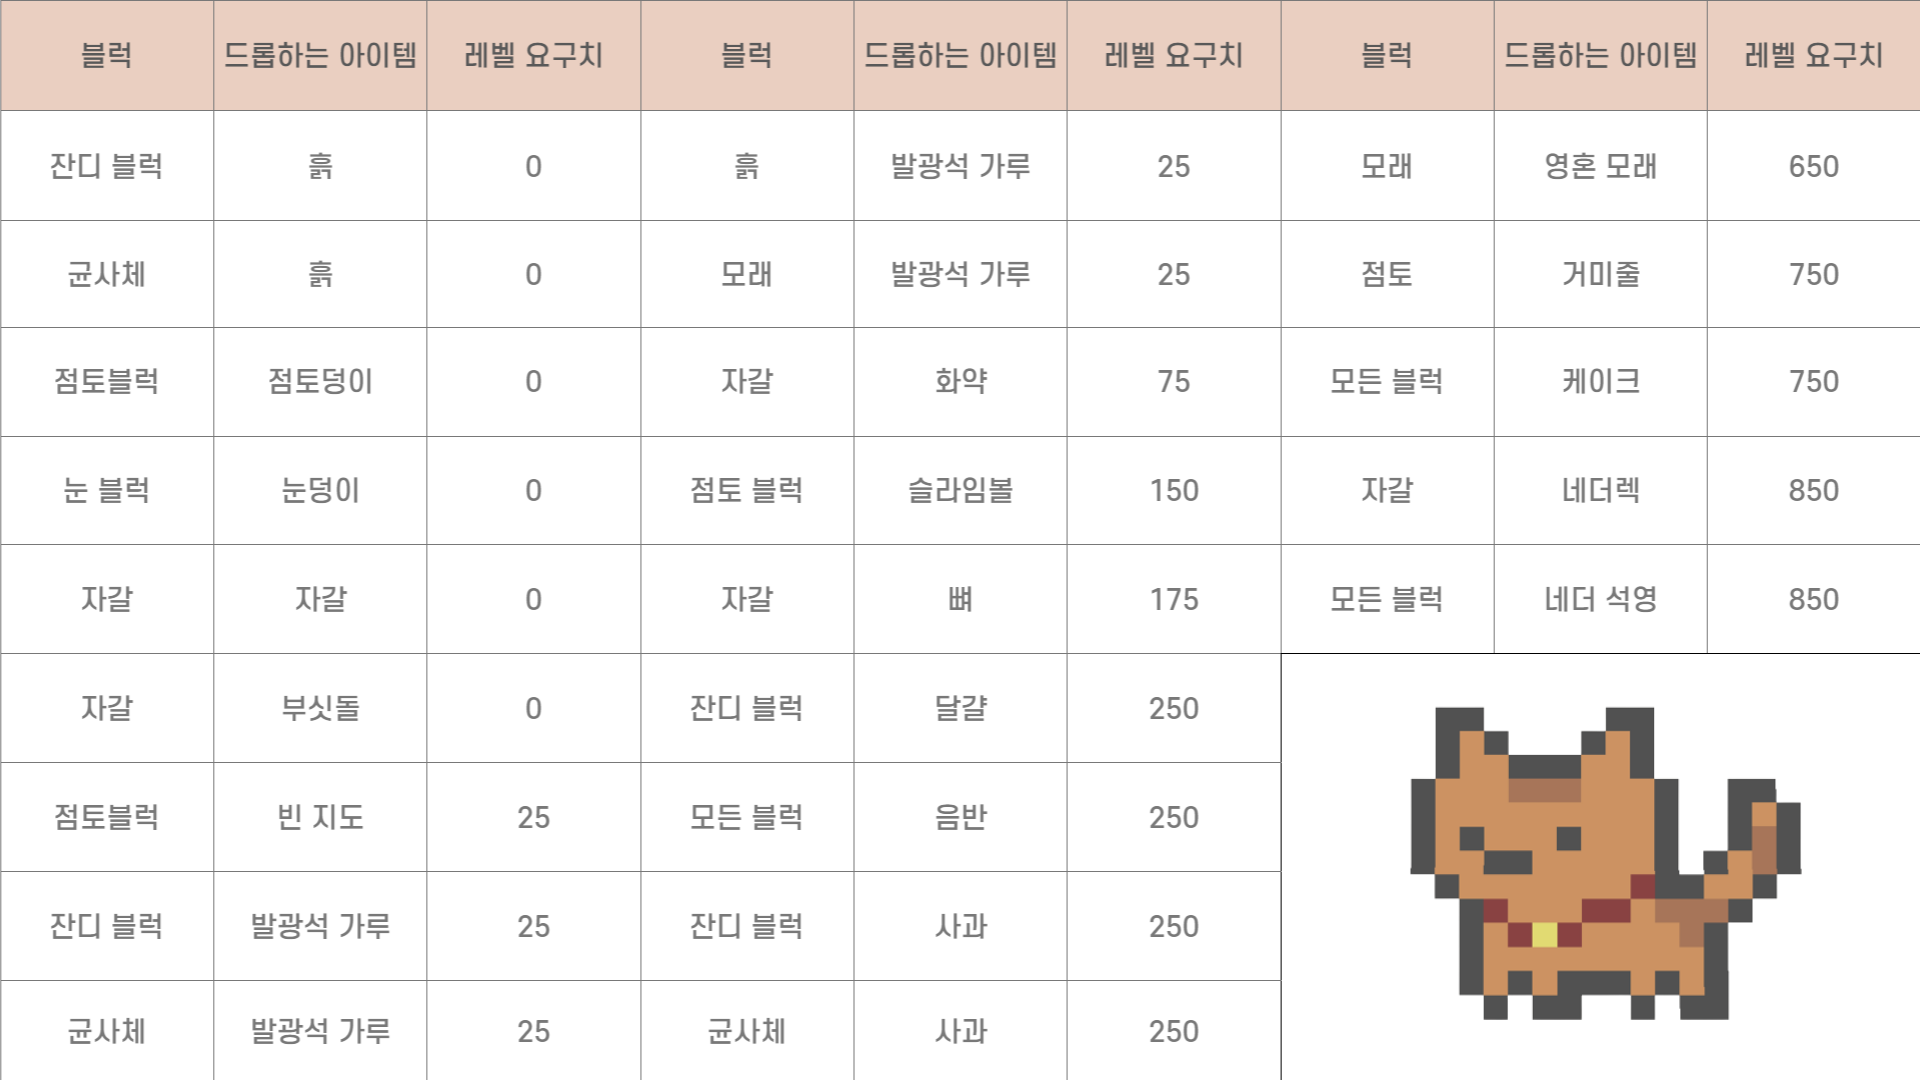 블럭 드롭하는 아이템 레벨 요구치 블럭 드롭하는 아이템 레벨 요구치 블럭 드롭하는 아이템 레벨 요구치
잔디 블럭 흙 0 흙 발광석 가루 25 모래 영혼 모래 650
균사체 흙 0 모래 발광석 가루 25 점토 거미줄 750
점토블럭 점토덩이 0 자갈 화약 75 모든 블럭 케이크 750
눈 블럭 눈덩이 0 점토 블럭 슬라임볼 150 자갈 네더렉 850
자갈 자갈 0 자갈 뼈 175 모든 블럭 네더 석영 850
자갈 부싯돌 0 잔디 블럭 달걀 250
점토블럭 빈 지도 25 모든 블럭 음반 250
잔디 블럭 발광석 가루 25 잔디 블럭 사과 250
균사체 발광석 가루 25 균사체 사과 250